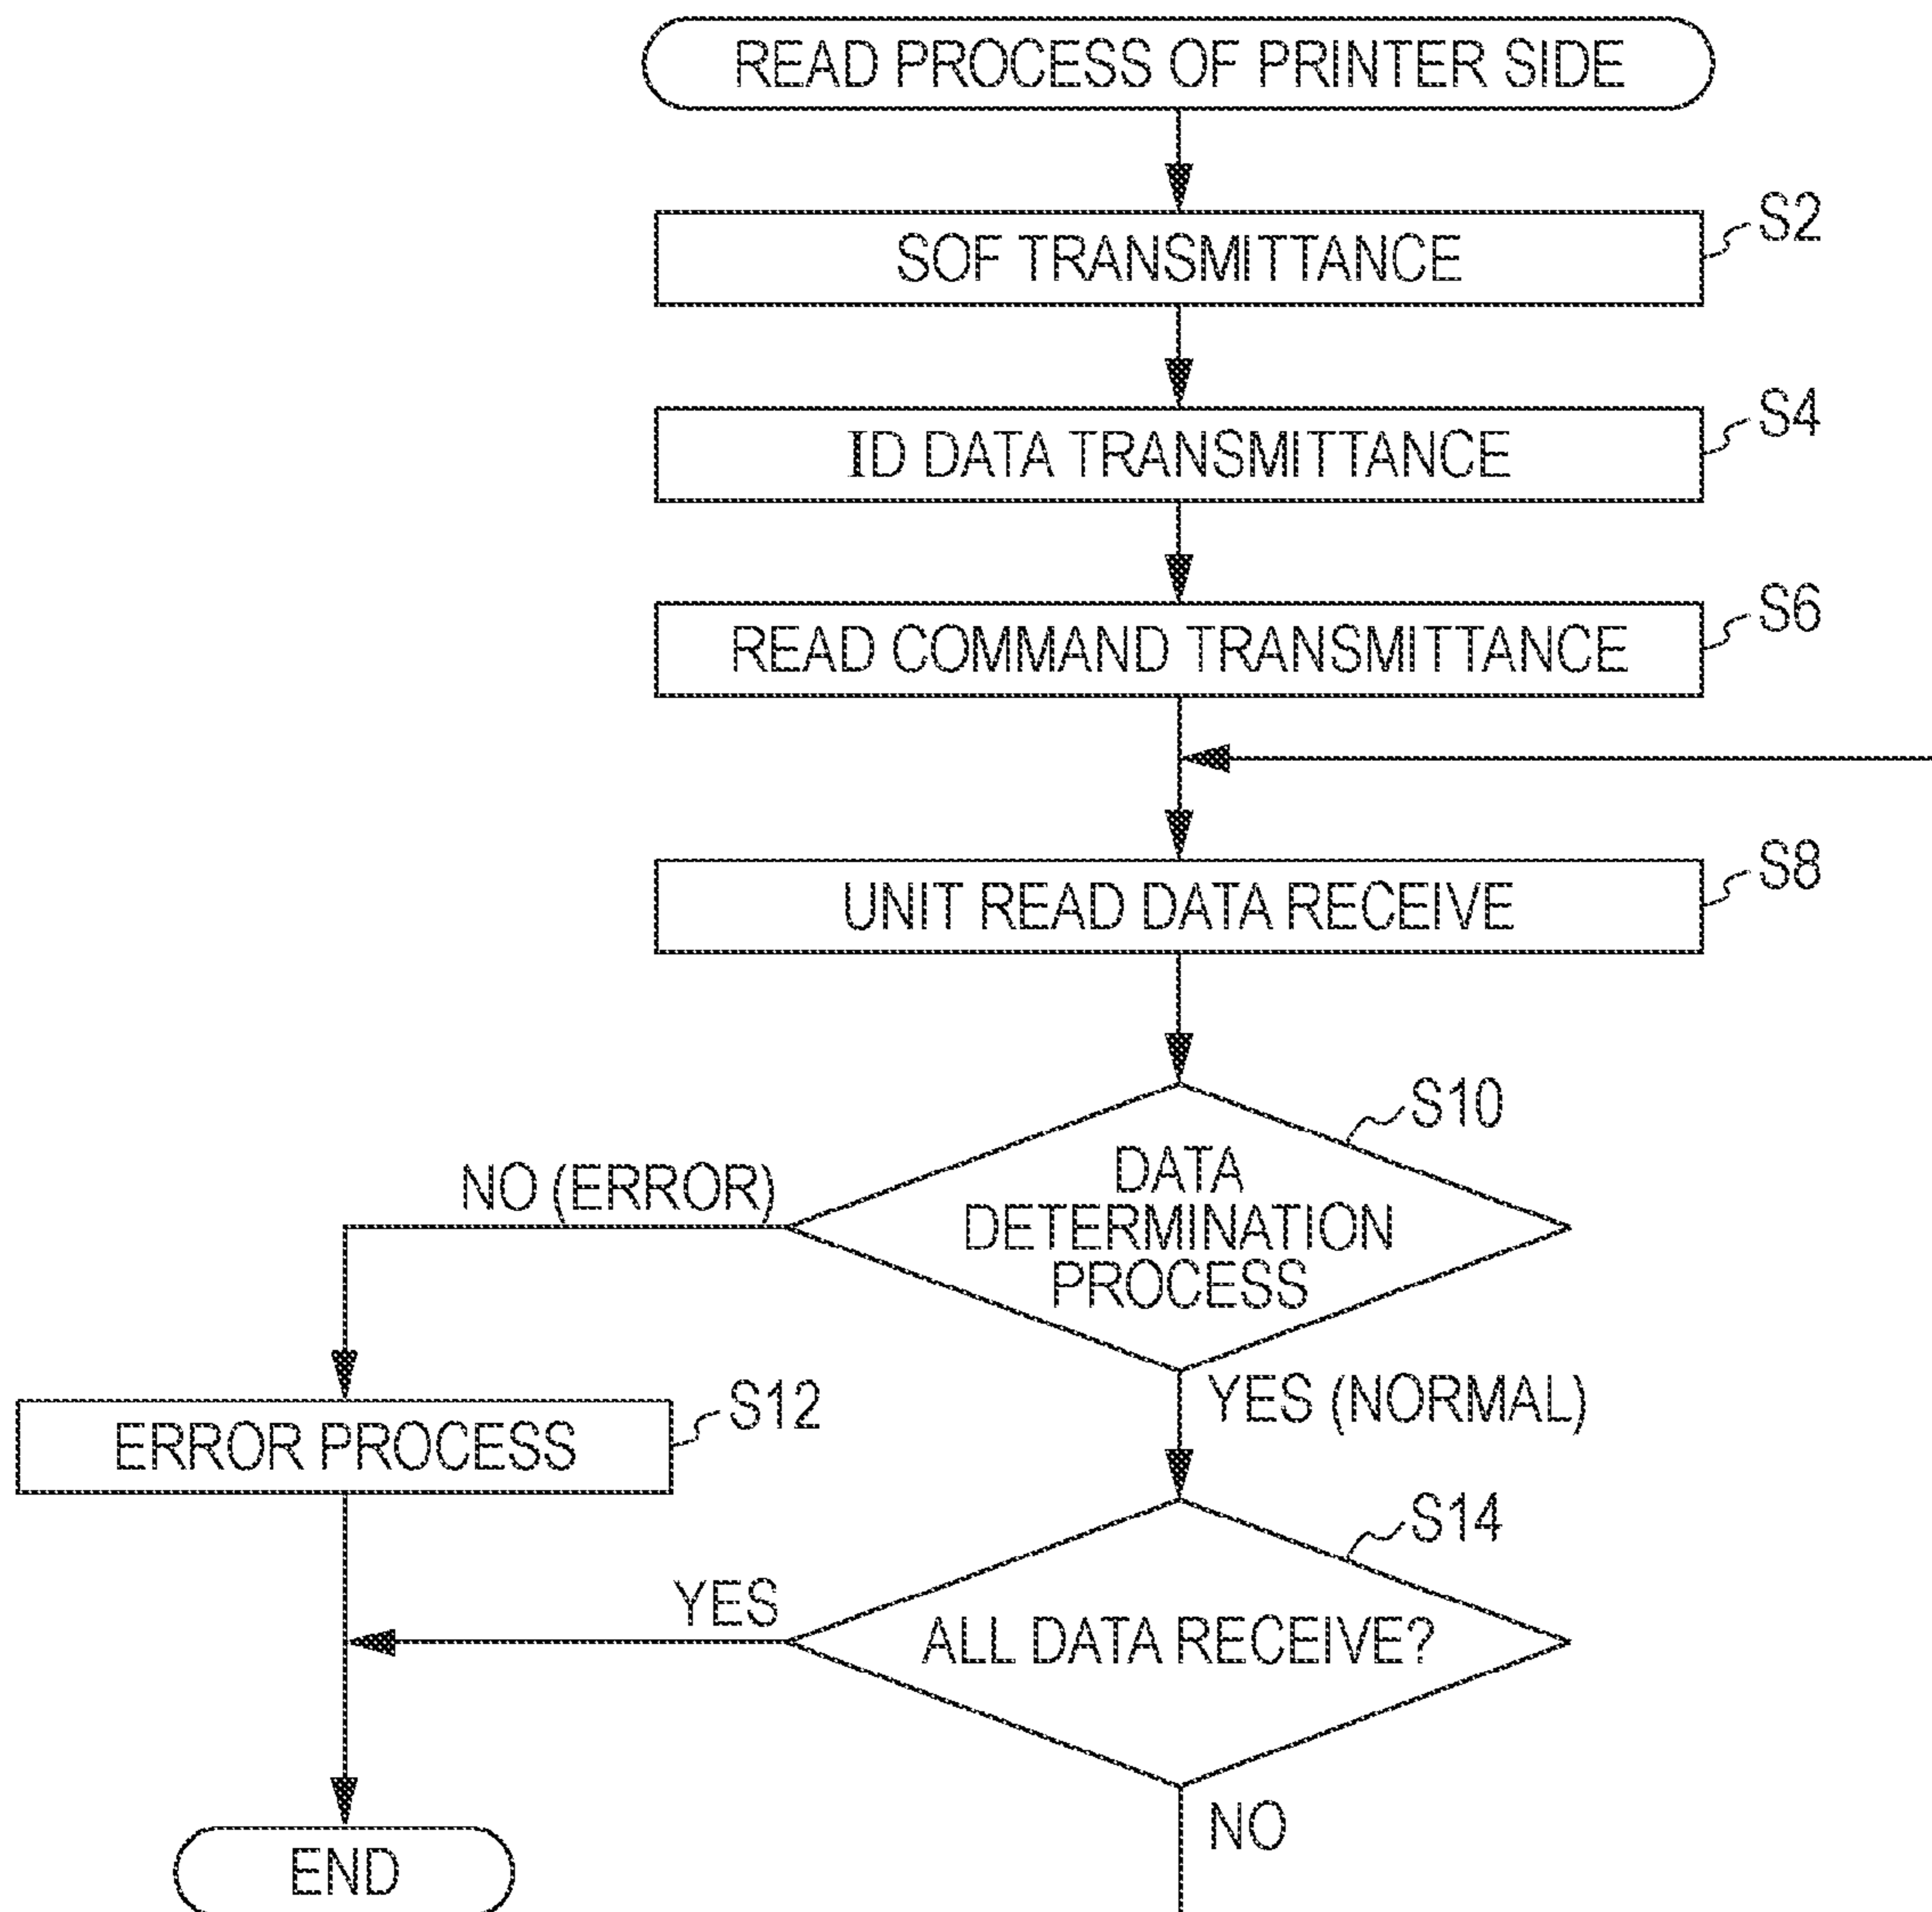 READ PROCESS OF PRINTER SIDE
S2
SOF TRANSMITTANCE
S4
ID DATA TRANSMITTANCE
S6
READ COMMAND TRANSMITTANCE
S8
UNIT READ DATA RECEIVE
S10
DATA
DETERMINATION
PROCESS
NO (ERROR)
YES (NORMAL)
S12
ERROR PROCESS
S14
YES
ALL DATA RECEIVE?
NO
END